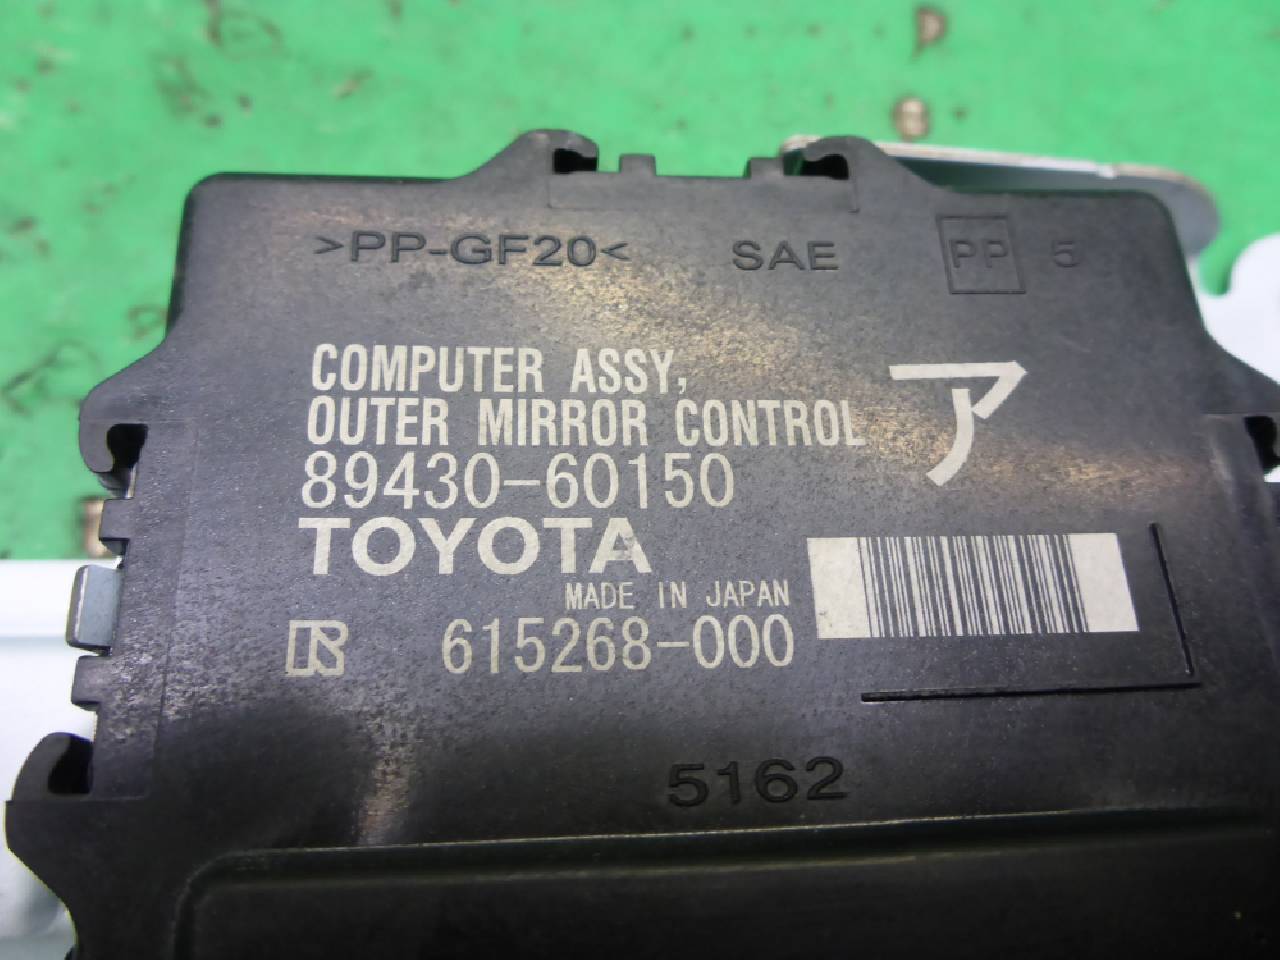 >PP-GF20< SAE PP 5
COMPUTER ASSY,
OUTER MIRROR CONTROL
ア
89430-60150
TOYOTA
MADE IN JAPAN
R 615268-000
5162